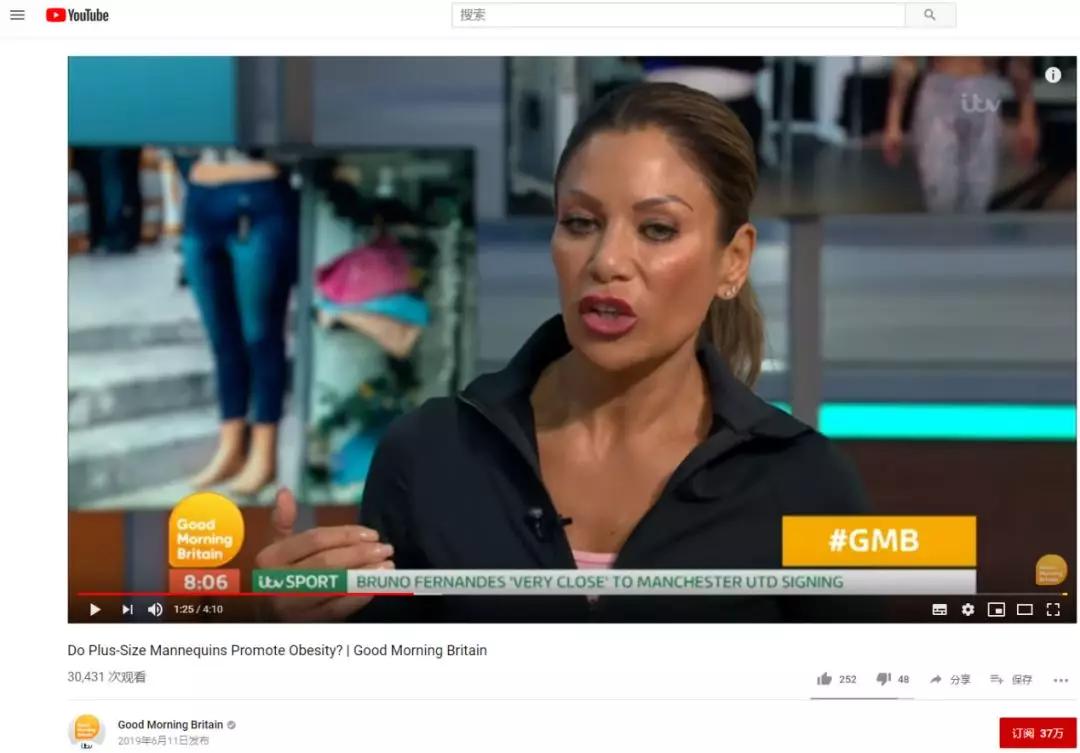 YouTube
搜索
itv
Good
Morning
Britain
#GMB
8:06
itv SPORT
BRUNO FERNANDES 'VERY CLOSE' TO MANCHESTER UTD SIGNING
1:25 / 4:10
Do Plus-Size Mannequins Promote Obesity? | Good Morning Britain
30,431 次观看
252
48
分享
保存
Good Morning Britain
2019年6月11日发布
订阅 37万